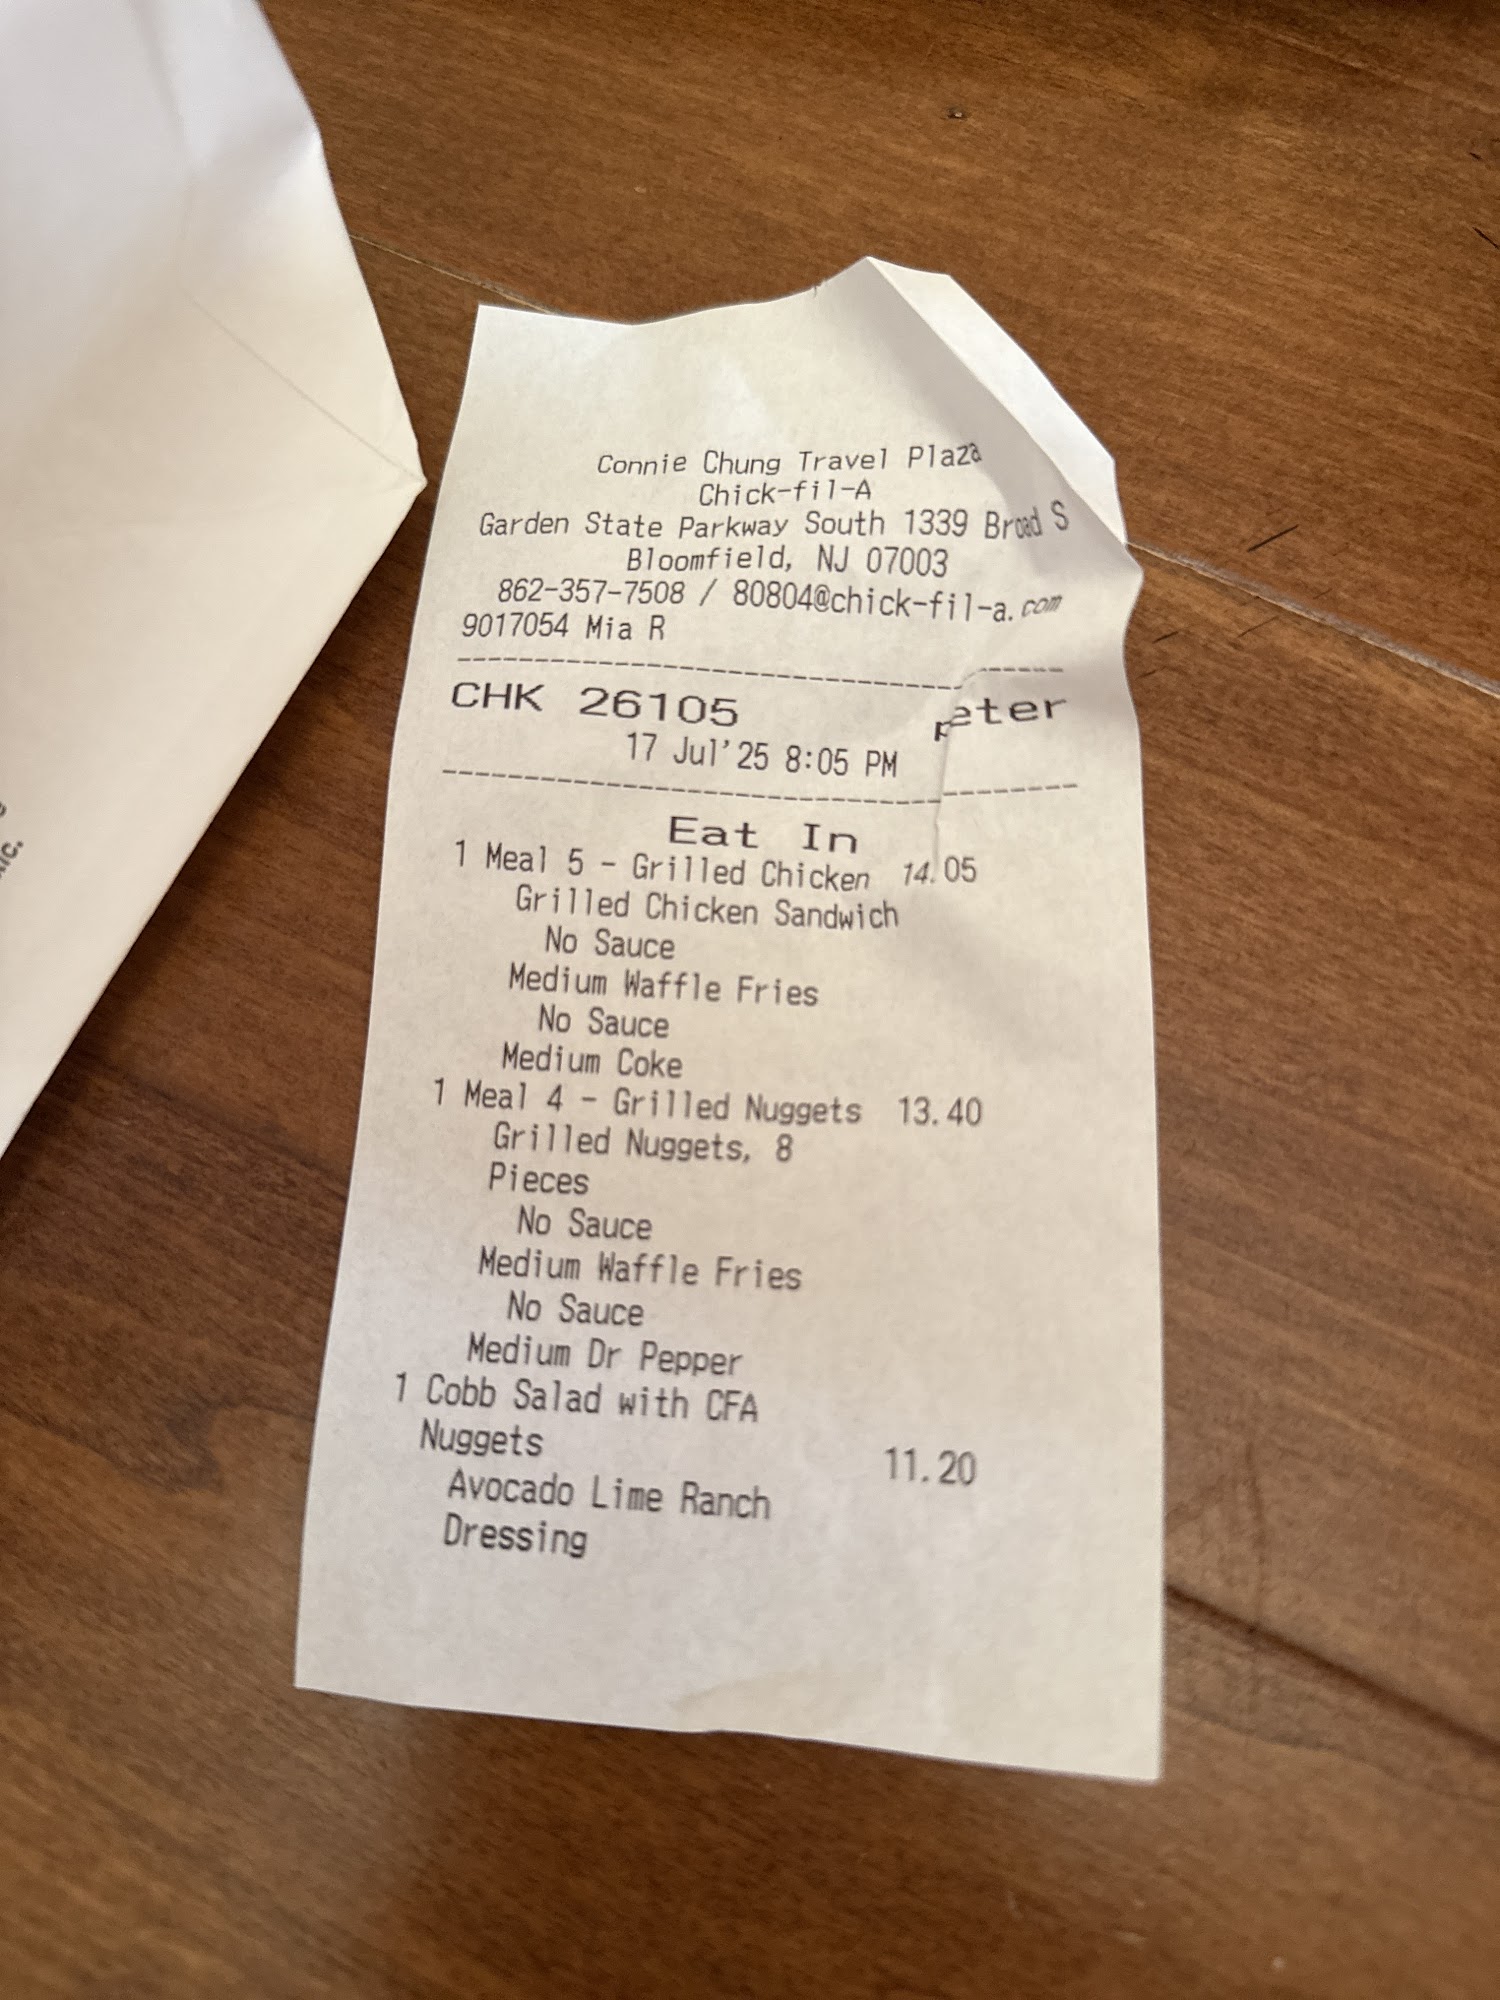 Connie Chung Travel Plaza
Chick-fil-A
Garden State Parkway South 1339 Broad S
Bloomfield, NJ 07003
862-357-7508 / 80804@chick-fil-a.com
9017054 Mia R
CHK 26105 Peter
17 Jul'25 8:05 PM
Eat In
1 Meal 5 - Grilled Chicken 14.05
Grilled Chicken Sandwich
No Sauce
Medium Waffle Fries
No Sauce
Medium Coke
1 Meal 4 - Grilled Nuggets 13.40
Grilled Nuggets, 8
Pieces
No Sauce
Medium Waffle Fries
No Sauce
Medium Dr Pepper
1 Cobb Salad with CFA
Nuggets 11.20
Avocado Lime Ranch
Dressing